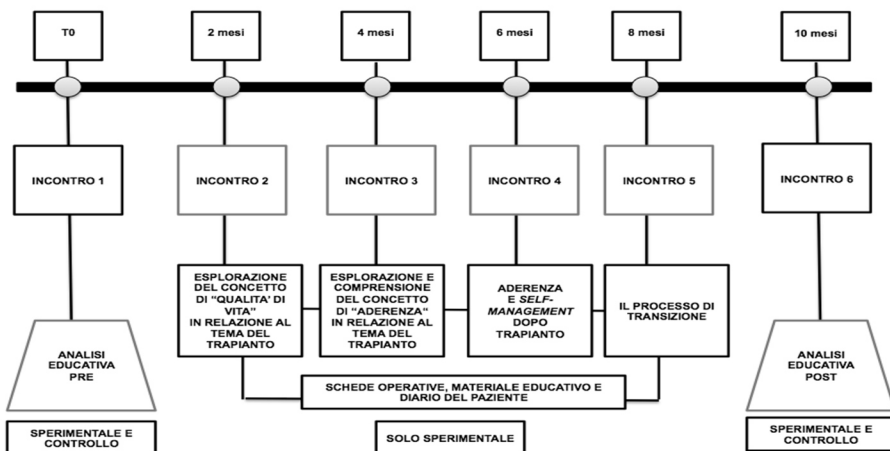 T0
2 mesi
4 mesi
6 mesi
8 mesi
10 mesi
INCONTRO 1
INCONTRO 2
INCONTRO 3
INCONTRO 4
INCONTRO 5
INCONTRO 6
ESPLORAZIONE
DEL CONCETTO
DI "QUALITA' DI
VITA"
IN RELAZIONE AL
TEMA DEL
TRAPIANTO
ESPLORAZIONE E
COMPRENSIONE
DEL CONCETTO
DI "ADERENZA"
IN RELAZIONE AL
TEMA DEL
TRAPIANTO
ADERENZA
E SELF-
MANAGEMENT
DOPO
TRAPIANTO
IL PROCESSO DI
TRANSIZIONE
ANALISI
EDUCATIVA
PRE
ANALISI
EDUCATIVA
POST
SCHEDE OPERATIVE, MATERIALE EDUCATIVO E
DIARIO DEL PAZIENTE
SPERIMENTALE E
CONTROLLO
SOLO SPERIMENTALE
SPERIMENTALE E
CONTROLLO